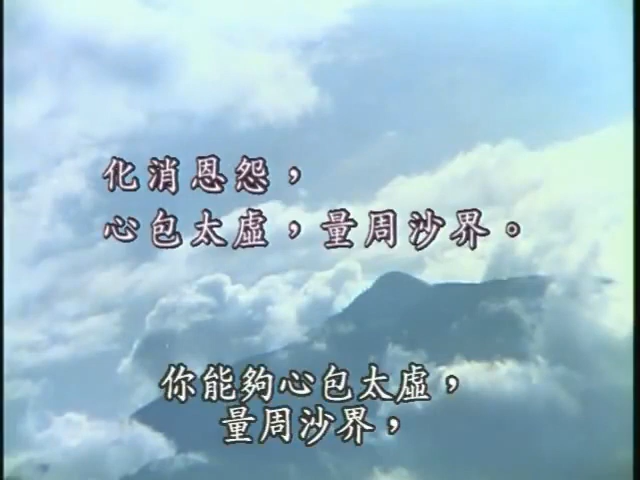 化消恩怨，
心包太虛，量周沙界。
你能夠心包太虛，
量周沙界，